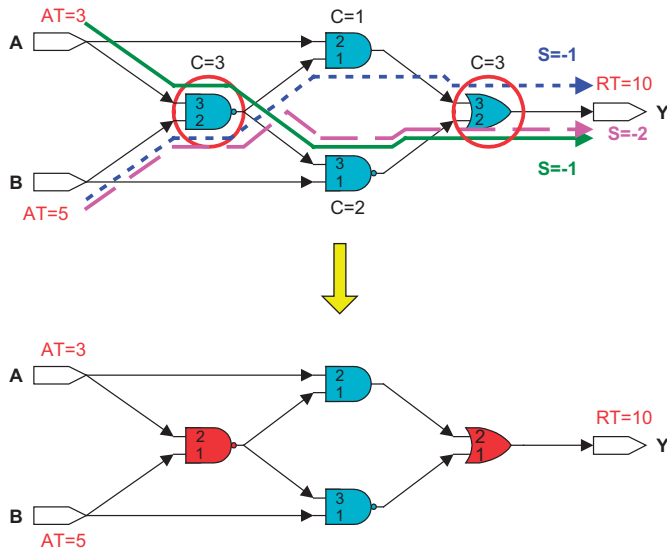 AT=3
C=1
A
2
1
S=-1
C=3
C=3
RT=10
3
2
3
2
Y
S=-2
B
3
1
S=-1
AT=5
C=2
AT=3
A
2
1
RT=10
2
1
2
1
Y
B
3
1
AT=5